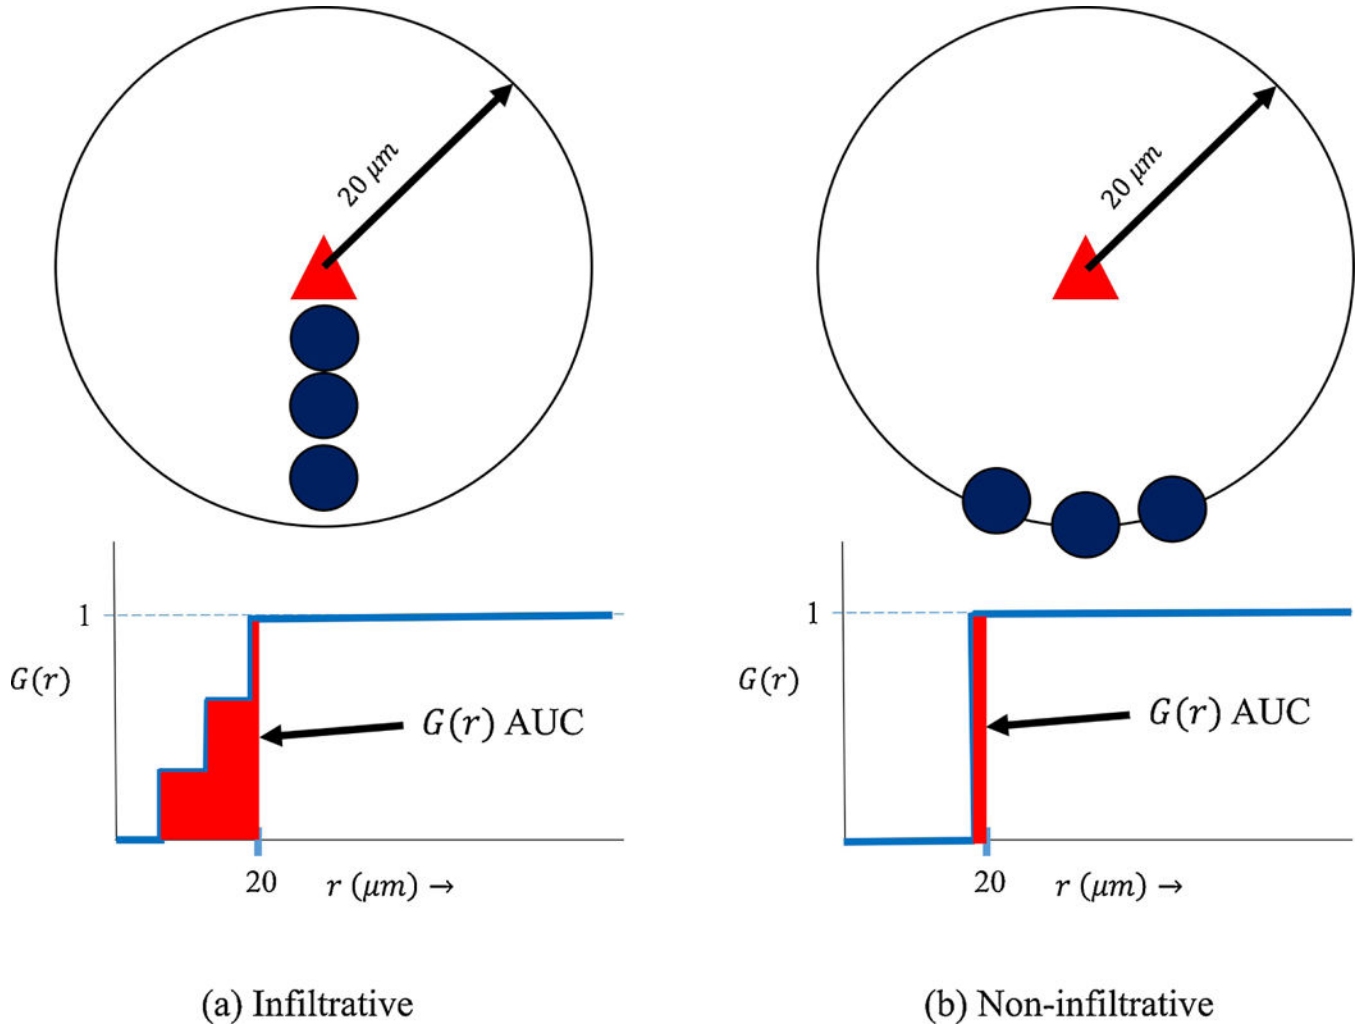 20 μm
20 μm
1
G(r)
G(r) AUC
20
r (μm) →
1
G(r)
G(r) AUC
20
r (μm) →
(a) Infiltrative
(b) Non-infiltrative